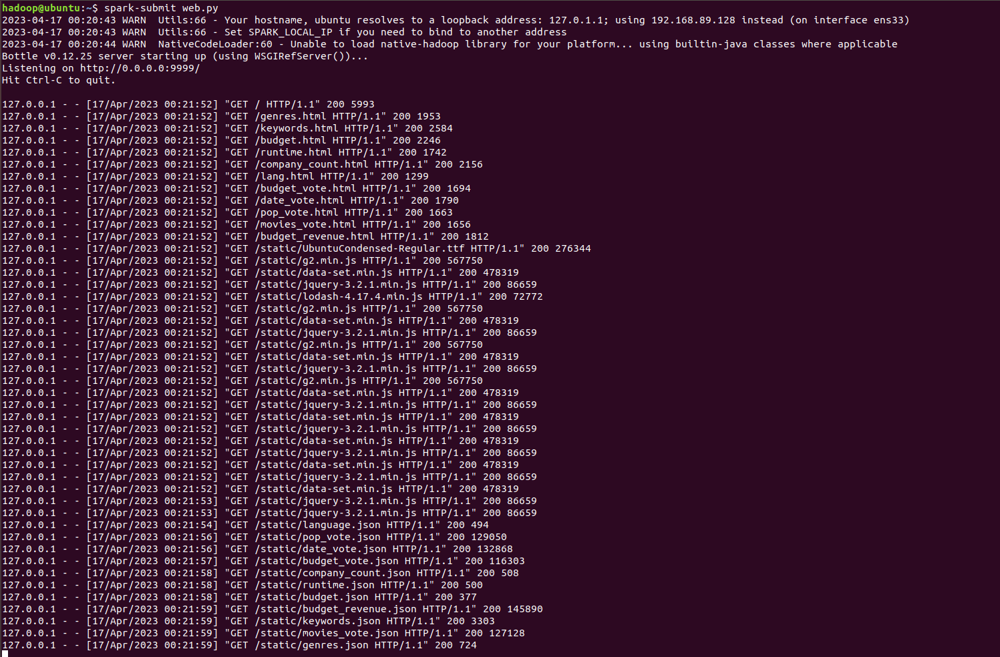 hadoop@ubuntu:~$ spark-submit web.py
2023-04-17 00:20:43 WARN  Utils:66 - Your hostname, ubuntu resolves to a loopback address: 127.0.1.1; using 192.168.89.128 instead (on interface ens33)
2023-04-17 00:20:43 WARN  Utils:66 - Set SPARK_LOCAL_IP if you need to bind to another address
2023-04-17 00:20:44 WARN  NativeCodeLoader:60 - Unable to load native-hadoop library for your platform... using builtin-java classes where applicable
Bottle v0.12.25 server starting up (using WSGIRefServer())...
Listening on http://0.0.0.0:9999/
Hit Ctrl-C to quit.

127.0.0.1 - - [17/Apr/2023 00:21:52] "GET / HTTP/1.1" 200 5993
127.0.0.1 - - [17/Apr/2023 00:21:52] "GET /genres.html HTTP/1.1" 200 1953
127.0.0.1 - - [17/Apr/2023 00:21:52] "GET /keywords.html HTTP/1.1" 200 2584
127.0.0.1 - - [17/Apr/2023 00:21:52] "GET /budget.html HTTP/1.1" 200 2246
127.0.0.1 - - [17/Apr/2023 00:21:52] "GET /runtime.html HTTP/1.1" 200 1742
127.0.0.1 - - [17/Apr/2023 00:21:52] "GET /company_count.html HTTP/1.1" 200 2156
127.0.0.1 - - [17/Apr/2023 00:21:52] "GET /lang.html HTTP/1.1" 200 1299
127.0.0.1 - - [17/Apr/2023 00:21:52] "GET /budget_vote.html HTTP/1.1" 200 1694
127.0.0.1 - - [17/Apr/2023 00:21:52] "GET /date_vote.html HTTP/1.1" 200 1790
127.0.0.1 - - [17/Apr/2023 00:21:52] "GET /pop_vote.html HTTP/1.1" 200 1663
127.0.0.1 - - [17/Apr/2023 00:21:52] "GET /movies_vote.html HTTP/1.1" 200 1656
127.0.0.1 - - [17/Apr/2023 00:21:52] "GET /budget_revenue.html HTTP/1.1" 200 1812
127.0.0.1 - - [17/Apr/2023 00:21:52] "GET /static/UbuntuCondensed-Regular.ttf HTTP/1.1" 200 276344
127.0.0.1 - - [17/Apr/2023 00:21:52] "GET /static/g2.min.js HTTP/1.1" 200 567750
127.0.0.1 - - [17/Apr/2023 00:21:52] "GET /static/data-set.min.js HTTP/1.1" 200 478319
127.0.0.1 - - [17/Apr/2023 00:21:52] "GET /static/jquery-3.2.1.min.js HTTP/1.1" 200 86659
127.0.0.1 - - [17/Apr/2023 00:21:52] "GET /static/lodash-4.17.4.min.js HTTP/1.1" 200 72772
127.0.0.1 - - [17/Apr/2023 00:21:52] "GET /static/g2.min.js HTTP/1.1" 200 567750
127.0.0.1 - - [17/Apr/2023 00:21:52] "GET /static/data-set.min.js HTTP/1.1" 200 478319
127.0.0.1 - - [17/Apr/2023 00:21:52] "GET /static/jquery-3.2.1.min.js HTTP/1.1" 200 86659
127.0.0.1 - - [17/Apr/2023 00:21:52] "GET /static/g2.min.js HTTP/1.1" 200 567750
127.0.0.1 - - [17/Apr/2023 00:21:52] "GET /static/data-set.min.js HTTP/1.1" 200 478319
127.0.0.1 - - [17/Apr/2023 00:21:52] "GET /static/jquery-3.2.1.min.js HTTP/1.1" 200 86659
127.0.0.1 - - [17/Apr/2023 00:21:52] "GET /static/g2.min.js HTTP/1.1" 200 567750
127.0.0.1 - - [17/Apr/2023 00:21:52] "GET /static/data-set.min.js HTTP/1.1" 200 478319
127.0.0.1 - - [17/Apr/2023 00:21:52] "GET /static/jquery-3.2.1.min.js HTTP/1.1" 200 86659
127.0.0.1 - - [17/Apr/2023 00:21:52] "GET /static/data-set.min.js HTTP/1.1" 200 478319
127.0.0.1 - - [17/Apr/2023 00:21:52] "GET /static/jquery-3.2.1.min.js HTTP/1.1" 200 86659
127.0.0.1 - - [17/Apr/2023 00:21:52] "GET /static/data-set.min.js HTTP/1.1" 200 478319
127.0.0.1 - - [17/Apr/2023 00:21:52] "GET /static/jquery-3.2.1.min.js HTTP/1.1" 200 86659
127.0.0.1 - - [17/Apr/2023 00:21:52] "GET /static/data-set.min.js HTTP/1.1" 200 478319
127.0.0.1 - - [17/Apr/2023 00:21:52] "GET /static/jquery-3.2.1.min.js HTTP/1.1" 200 86659
127.0.0.1 - - [17/Apr/2023 00:21:52] "GET /static/data-set.min.js HTTP/1.1" 200 478319
127.0.0.1 - - [17/Apr/2023 00:21:53] "GET /static/jquery-3.2.1.min.js HTTP/1.1" 200 86659
127.0.0.1 - - [17/Apr/2023 00:21:53] "GET /static/jquery-3.2.1.min.js HTTP/1.1" 200 86659
127.0.0.1 - - [17/Apr/2023 00:21:54] "GET /static/language.json HTTP/1.1" 200 494
127.0.0.1 - - [17/Apr/2023 00:21:56] "GET /static/pop_vote.json HTTP/1.1" 200 129050
127.0.0.1 - - [17/Apr/2023 00:21:56] "GET /static/date_vote.json HTTP/1.1" 200 132868
127.0.0.1 - - [17/Apr/2023 00:21:57] "GET /static/budget_vote.json HTTP/1.1" 200 116303
127.0.0.1 - - [17/Apr/2023 00:21:58] "GET /static/company_count.json HTTP/1.1" 200 508
127.0.0.1 - - [17/Apr/2023 00:21:58] "GET /static/runtime.json HTTP/1.1" 200 500
127.0.0.1 - - [17/Apr/2023 00:21:58] "GET /static/budget.json HTTP/1.1" 200 377
127.0.0.1 - - [17/Apr/2023 00:21:59] "GET /static/budget_revenue.json HTTP/1.1" 200 145890
127.0.0.1 - - [17/Apr/2023 00:21:59] "GET /static/keywords.json HTTP/1.1" 200 3303
127.0.0.1 - - [17/Apr/2023 00:21:59] "GET /static/movies_vote.json HTTP/1.1" 200 127128
127.0.0.1 - - [17/Apr/2023 00:21:59] "GET /static/genres.json HTTP/1.1" 200 724